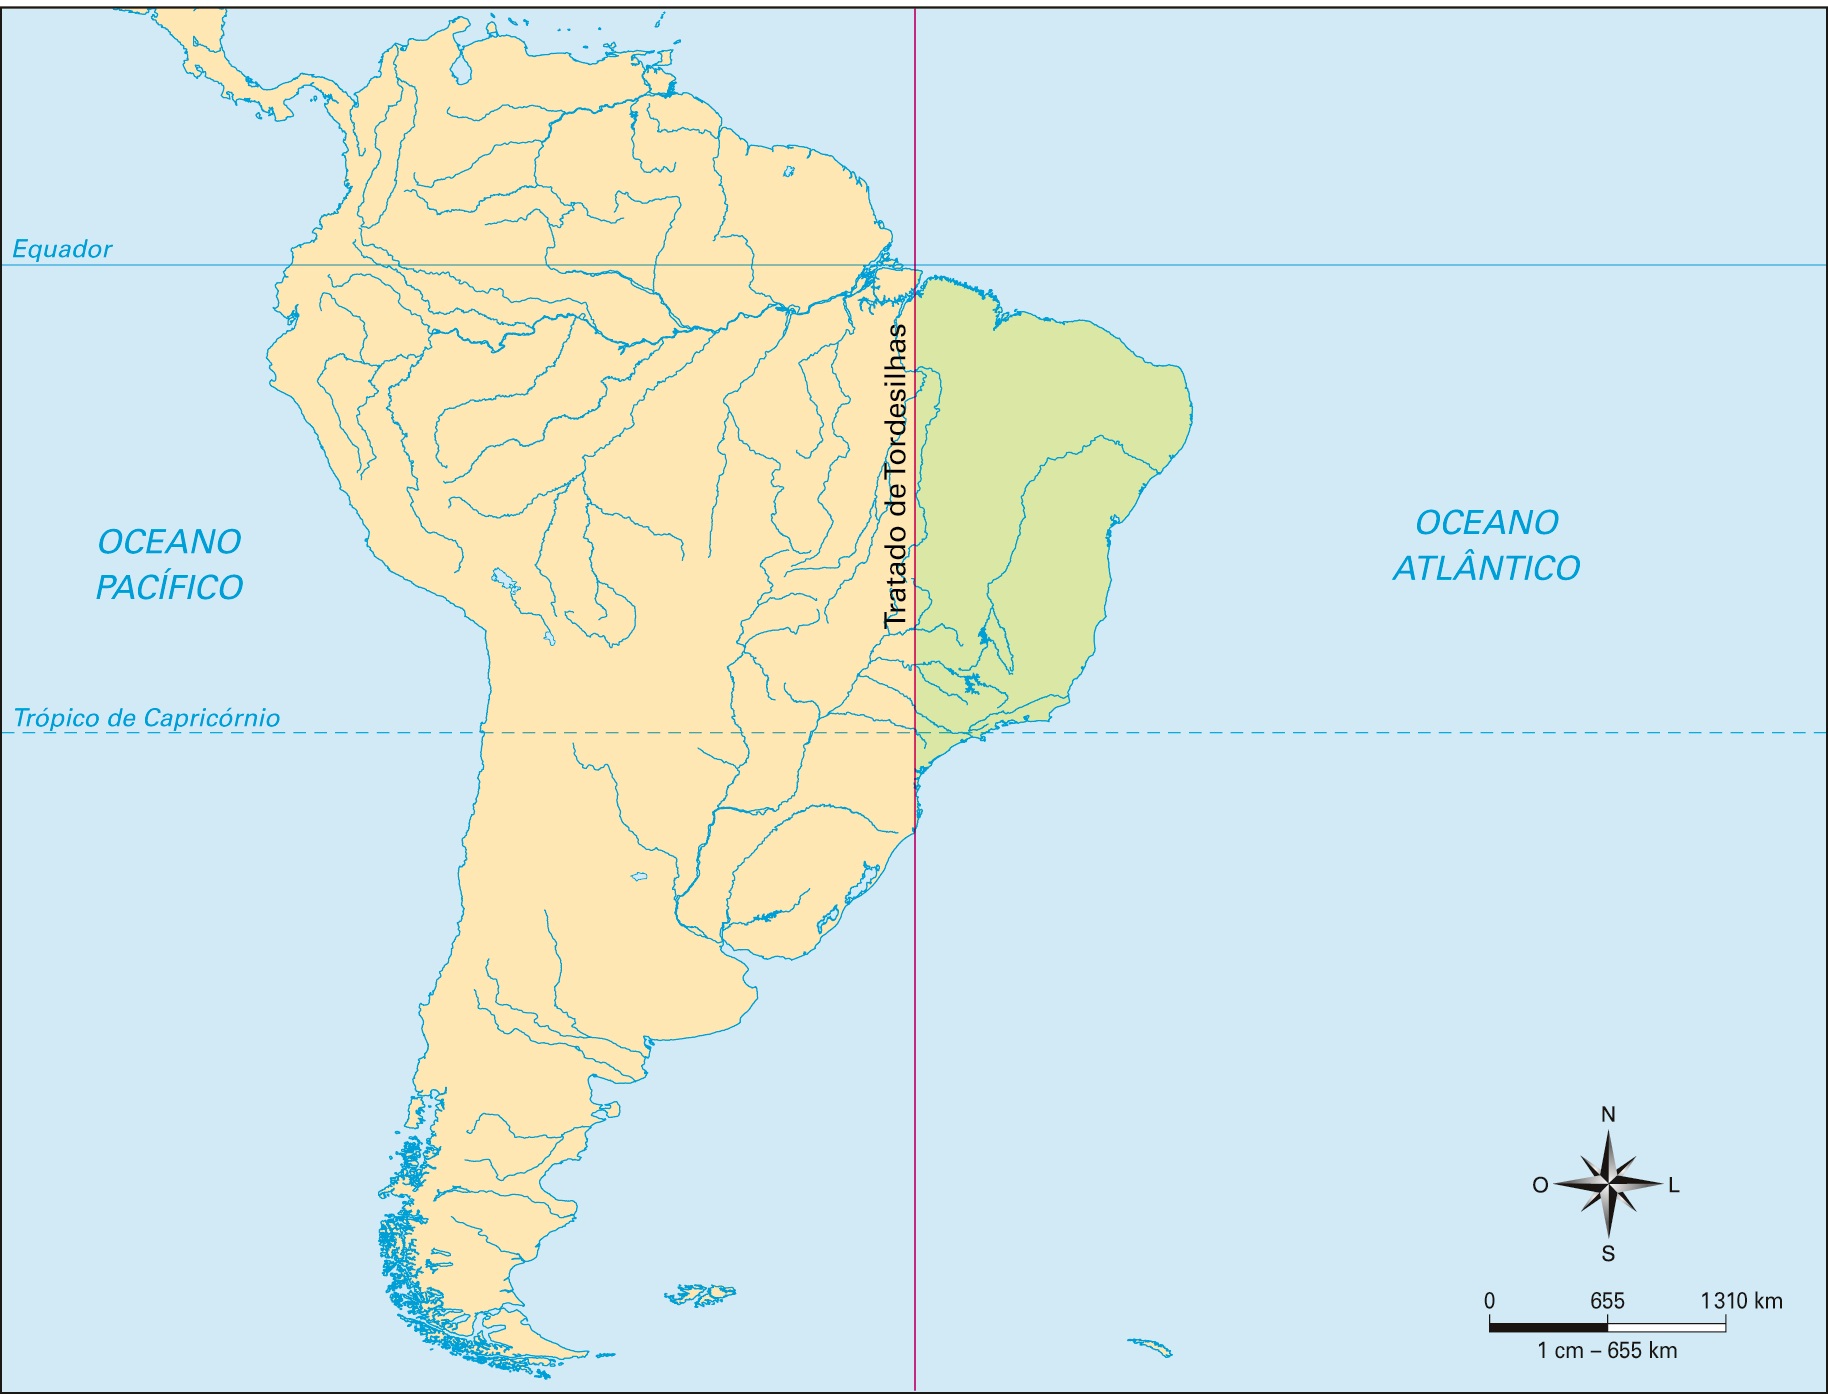 Equador
Tratado de Tordesilhas
OCEANO
PACÍFICO
OCEANO
ATLÂNTICO
Trópico de Capricórnio
N
O
L
S
0 655 1310 km
1 cm – 655 km